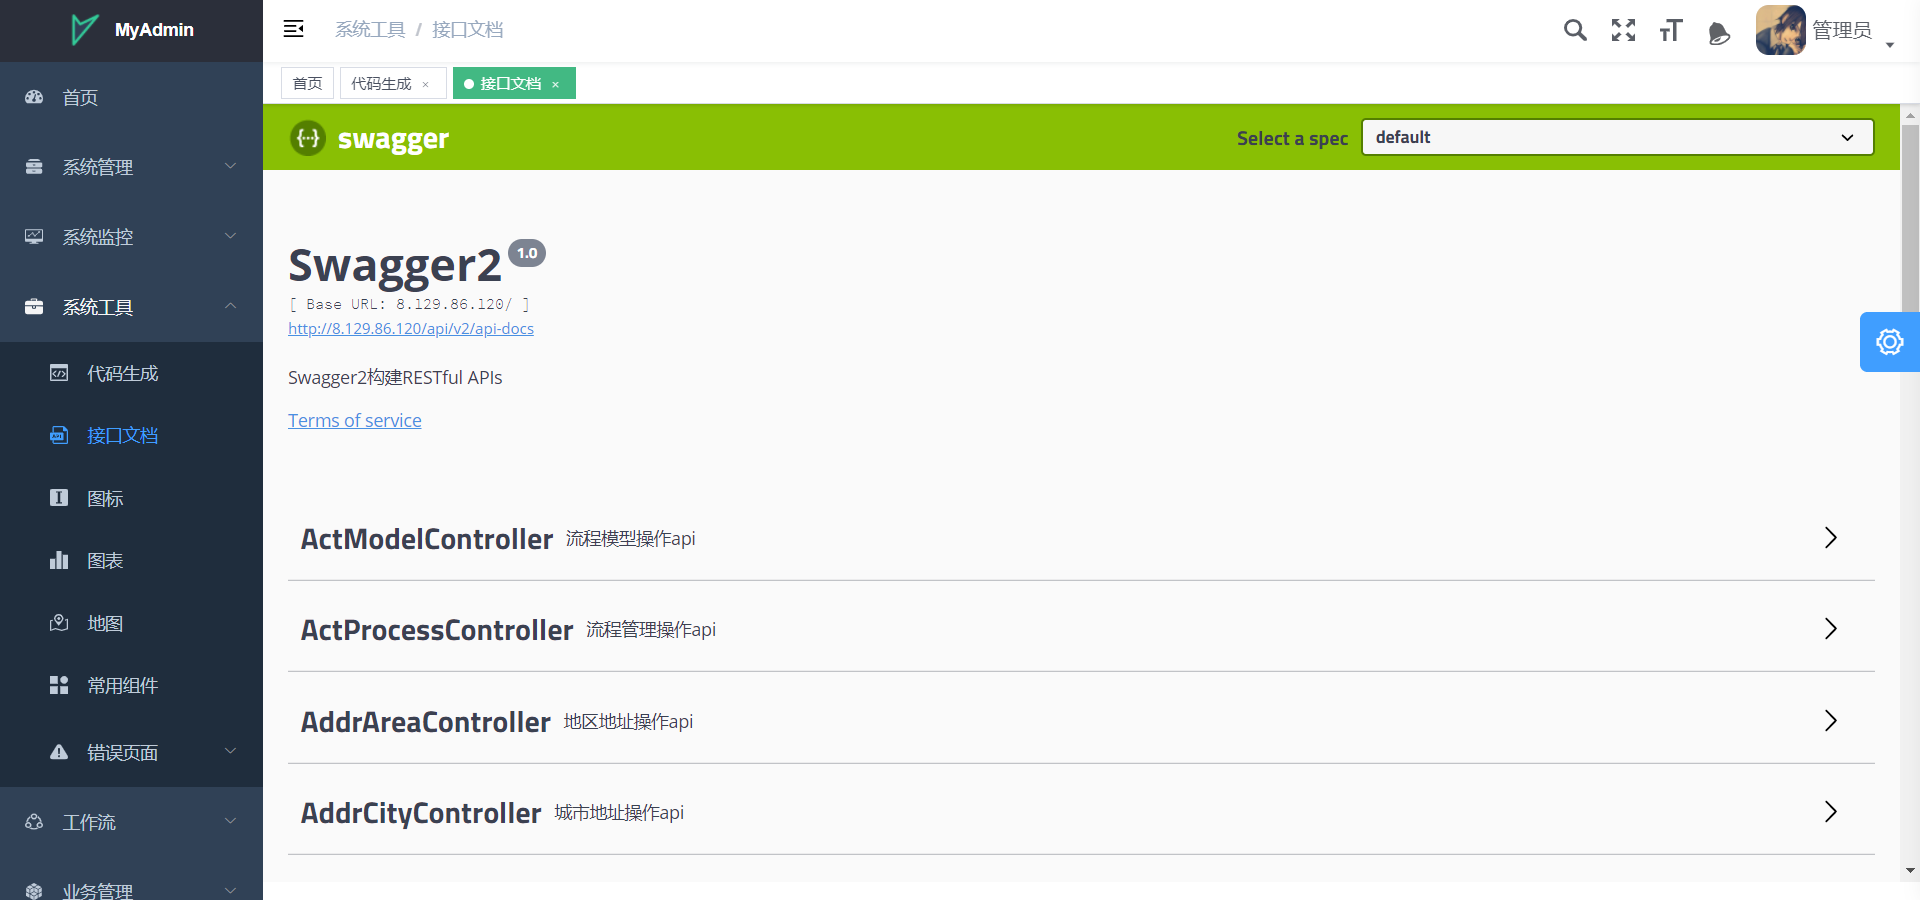 MyAdmin
首页
系统管理
系统监控
系统工具
代码生成
接口文档
图标
图表
地图
常用组件
错误页面
工作流
业务管理
系统工具 / 接口文档
管理员
首页
代码生成 ×
接口文档 ×
swagger
Select a spec
default
Swagger2 1.0
[ Base URL: 8.129.86.120/ ]
http://8.129.86.120/api/v2/api-docs
Swagger2构建RESTful APIs
Terms of service
ActModelController 流程模型操作api
ActProcessController 流程管理操作api
AddrAreaController 地区地址操作api
AddrCityController 城市地址操作api